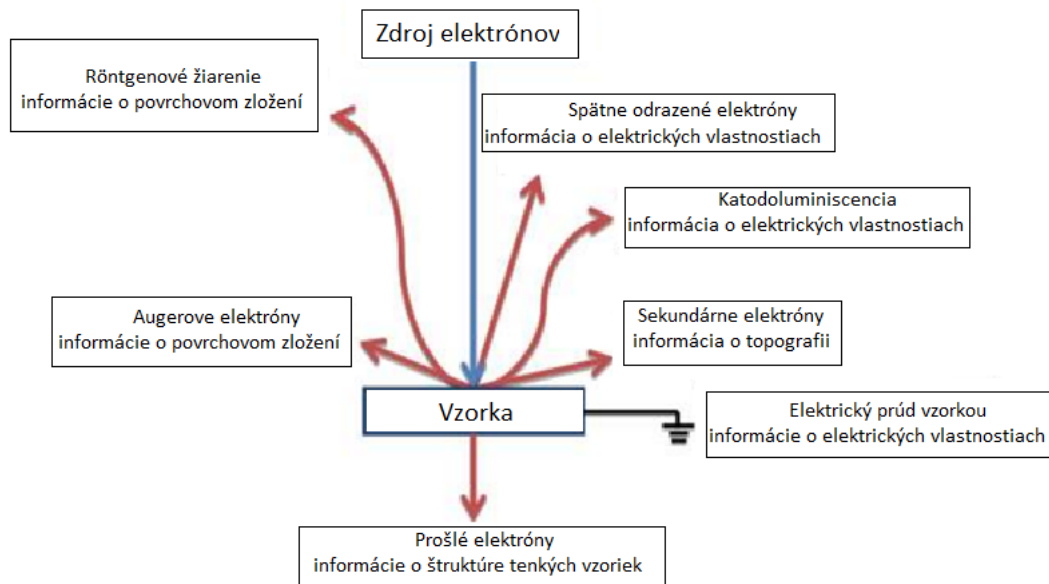 Zdroj elektrónov
Röntgenové žiarenie
informácie o povrchovom zložení
Spätne odrazené elektróny
informácia o elektrických vlastnostiach
Katodoluminiscencia
informácia o elektrických vlastnostiach
Augerove elektróny
informácie o povrchovom zložení
Sekundárne elektróny
informácia o topografii
Vzorka
Elektrický prúd vzorkou
informácie o elektrických vlastnostiach
Prošlé elektróny
informácie o štruktúre tenkých vzoriek